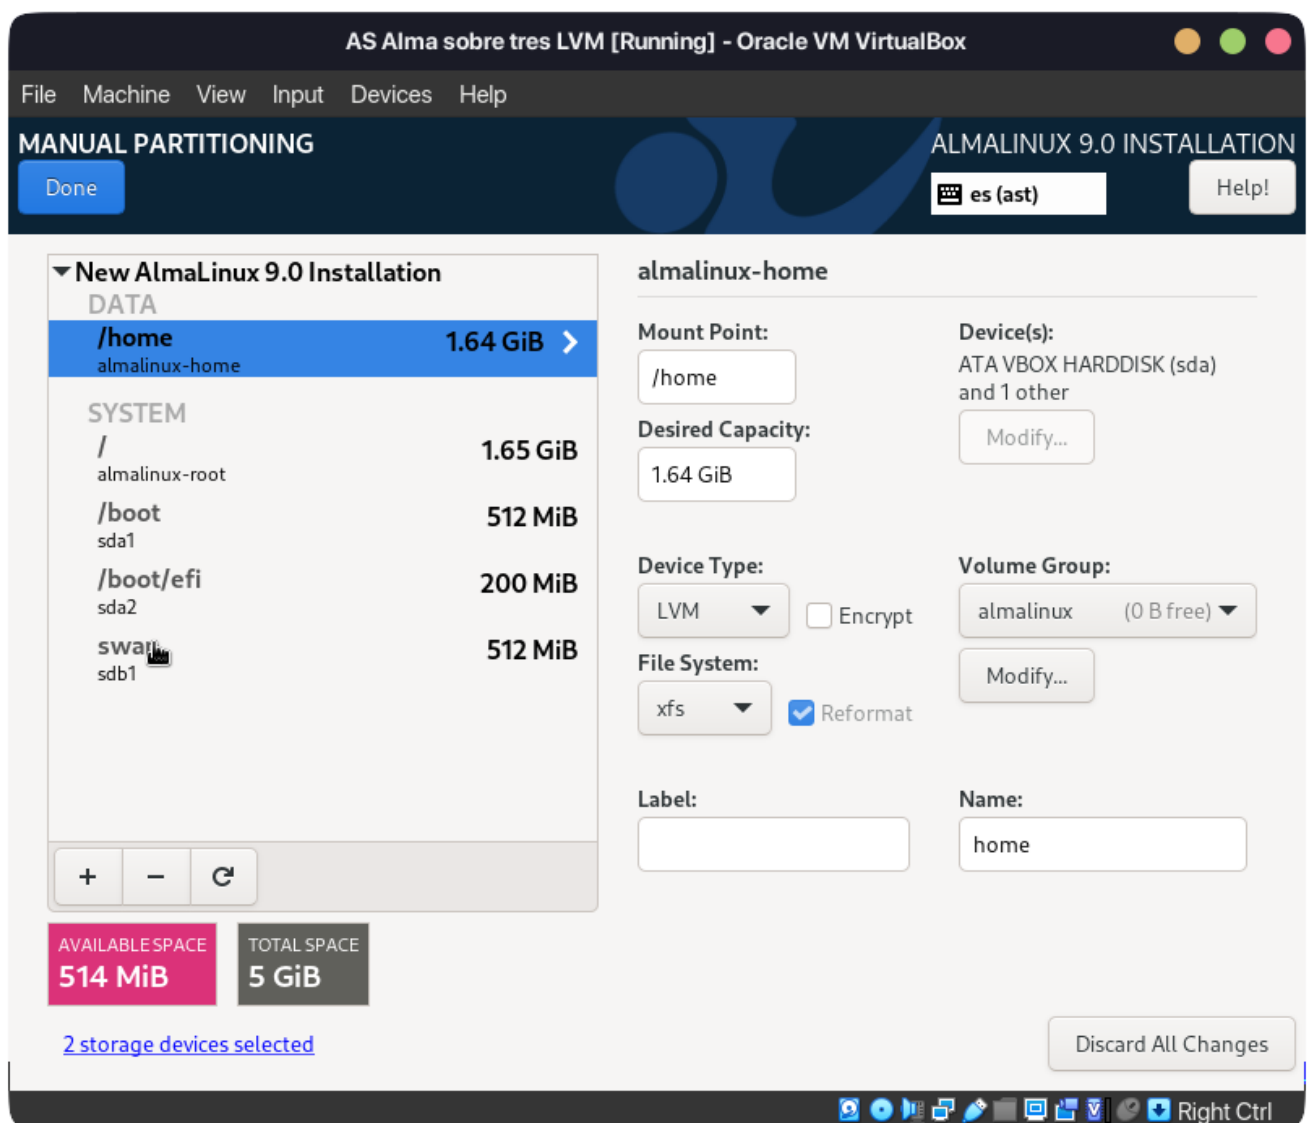 AS Alma sobre tres LVM [Running] - Oracle VM VirtualBox
File Machine View Input Devices Help
MANUAL PARTITIONING
ALMALINUX 9.0 INSTALLATION
Done
es (ast)
Help!
New AlmaLinux 9.0 Installation
DATA
/home
1.64 GiB
almalinux-home
SYSTEM
/
1.65 GiB
almalinux-root
/boot
512 MiB
sda1
/boot/efi
200 MiB
sda2
swap
512 MiB
sdb1
+ −
AVAILABLE SPACE
514 MiB
TOTAL SPACE
5 GiB
2 storage devices selected
almalinux-home
Mount Point:
/home
Device(s):
ATA VBOX HARDDISK (sda)
and 1 other
Modify...
Desired Capacity:
1.64 GiB
Device Type:
LVM
Encrypt
Volume Group:
almalinux (0 B free)
Modify...
File System:
xfs
Reformat
Label:
Name:
home
Discard All Changes
Right Ctrl